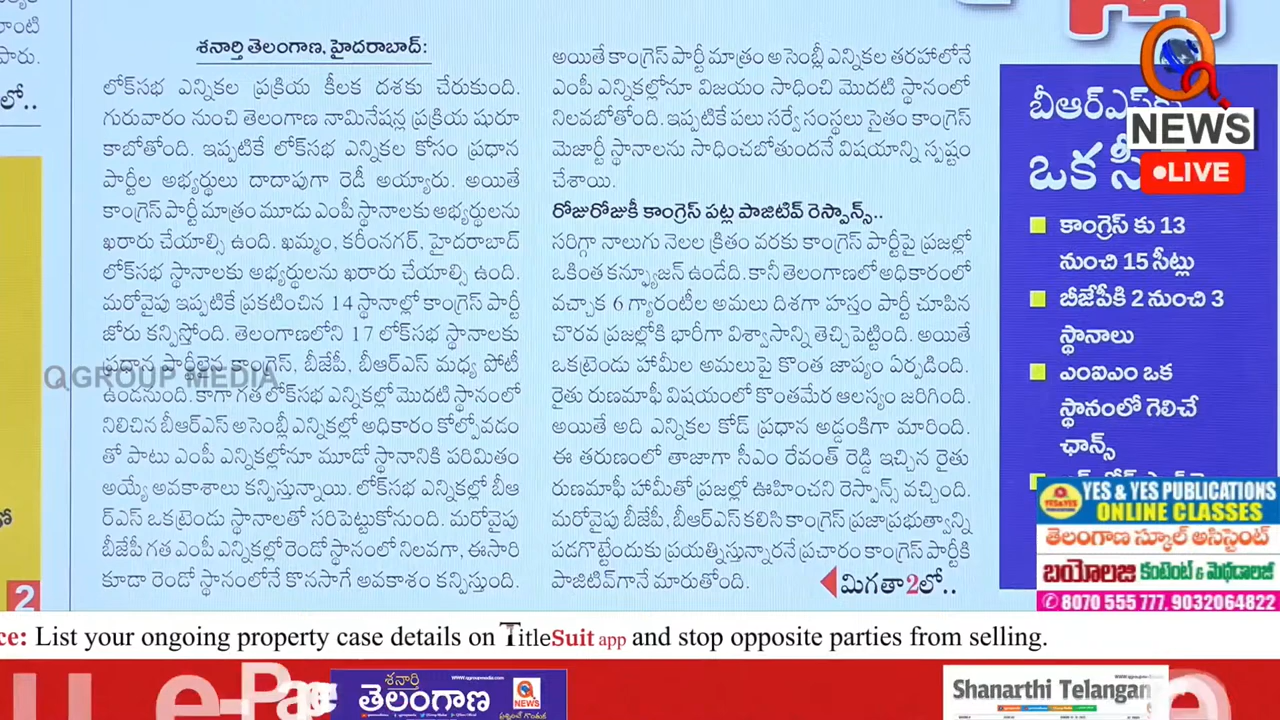 పారు.
లో..
శనార్తి తెలంగాణ, హైదరాబాద్:
లోక్‌సభ ఎన్నికల ప్రక్రియ కీలక దశకు చేరుకుంది.
గురువారం నుంచి తెలంగాణ నామినేషన్ల ప్రక్రియ షురూ
కాబోతోంది. ఇప్పటికే లోక్‌సభ ఎన్నికల కోసం ప్రధాన
పార్టీల అభ్యర్థులు దాదాపుగా రెడీ అయ్యారు. అయితే
కాంగ్రెస్ పార్టీ మాత్రం మూడు ఎంపీ స్థానాలకు అభ్యర్థులను
ఖరారు చేయాల్సి ఉంది. ఖమ్మం, కరీంనగర్, హైదరాబాద్
లోక్‌సభ స్థానాలకు అభ్యర్థులను ఖరారు చేయాల్సి ఉంది.
మరోవైపు ఇప్పటికే ప్రకటించిన 14 స్థానాల్లో కాంగ్రెస్ పార్టీ
జోరు కన్పిస్తోంది. తెలంగాణలోని 17 లోక్‌సభ స్థానాలకు
ప్రధాన పార్టీలైన కాంగ్రెస్, బీజేపీ, బీఆర్ఎస్ మధ్య పోటీ
ఉండనుంది. కాగా గత లోక్‌సభ ఎన్నికల్లో మొదటి స్థానంలో
నిలిచిన బీఆర్ఎస్ అసెంబ్లీ ఎన్నికల్లో అధికారం కోల్పోవడం
తో పాటు ఎంపీ ఎన్నికల్లోనూ మూడో స్థానానికి పరిమితం
అయ్యే అవకాశాలు కన్పిస్తున్నాయి. లోక్‌సభ ఎన్నికల్లో బీఆ
ర్ఎస్ ఒకట్రెండు స్థానాలతో సరిపెట్టుకోనుంది. మరోవైపు
బీజేపీ గత ఎంపీ ఎన్నికల్లో రెండో స్థానంలో నిలవగా, ఈసారి
కూడా రెండో స్థానంలోనే కొనసాగే అవకాశం కన్పిస్తుంది.
అయితే కాంగ్రెస్ పార్టీ మాత్రం అసెంబ్లీ ఎన్నికల తరహాలోనే
ఎంపీ ఎన్నికల్లోనూ విజయం సాధించి మొదటి స్థానంలో
నిలవబోతోంది. ఇప్పటికే పలు సర్వే సంస్థలు సైతం కాంగ్రెస్
మెజార్టీ స్థానాలను సాధించబోతుందనే విషయాన్ని స్పష్టం
చేశాయి.
రోజురోజుకీ కాంగ్రెస్ పట్ల పాజిటివ్ రెస్పాన్స్..
సరిగ్గా నాలుగు నెలల క్రితం వరకు కాంగ్రెస్ పార్టీపై ప్రజల్లో
ఒకింత కన్ఫ్యూజన్ ఉండేది. కానీ తెలంగాణలో అధికారంలో
వచ్చాక 6 గ్యారంటీల అమలు దిశగా హస్తం పార్టీ చూపిన
చొరవ ప్రజల్లోకి భారీగా విశ్వాసాన్ని తెచ్చిపెట్టింది. అయితే
ఒకట్రెండు హామీల అమలుపై కొంత జాప్యం ఏర్పడింది.
రైతు రుణమాఫీ విషయంలో కొంతమేర ఆలస్యం జరిగింది.
అయితే అది ఎన్నికల కోడ్ ప్రధాన అడ్డంకిగా మారింది.
ఈ తరుణంలో తాజాగా సీఎం రేవంత్ రెడ్డి ఇచ్చిన రైతు
రుణమాఫీ హామీతో ప్రజల్లో ఊహించని రెస్పాన్స్ వచ్చింది.
మరోవైపు బీజేపీ, బీఆర్ఎస్ కలిసి కాంగ్రెస్ ప్రజాప్రభుత్వాన్ని
పడగొట్టెందుకు ప్రయత్నిస్తున్నారనే ప్రచారం కాంగ్రెస్ పార్టీకి
పాజిటివ్‌గానే మారుతోంది.
మిగతా2లో..
2
Q GROUP MEDIA
NEWS
LIVE
ఒక
కాంగ్రెస్ కు 13
నుంచి 15 సీట్లు
బీజేపీకి 2 నుంచి 3
స్థానాలు
ఎంఐఎం ఒక
స్థానంలో గెలిచే
ఛాన్స్
YES & YES PUBLICATIONS
ONLINE CLASSES
తెలంగాణ స్కూల్ అసిస్టెంట్
బయోలజి కంటెంట్ & మెథడాలజీ
8070 555 777, 9032064822
ce: List your ongoing property case details on TitleSuit app and stop opposite parties from selling.
శనార్తి
తెలంగాణ
Q NEWS
Shanarthi Telangan